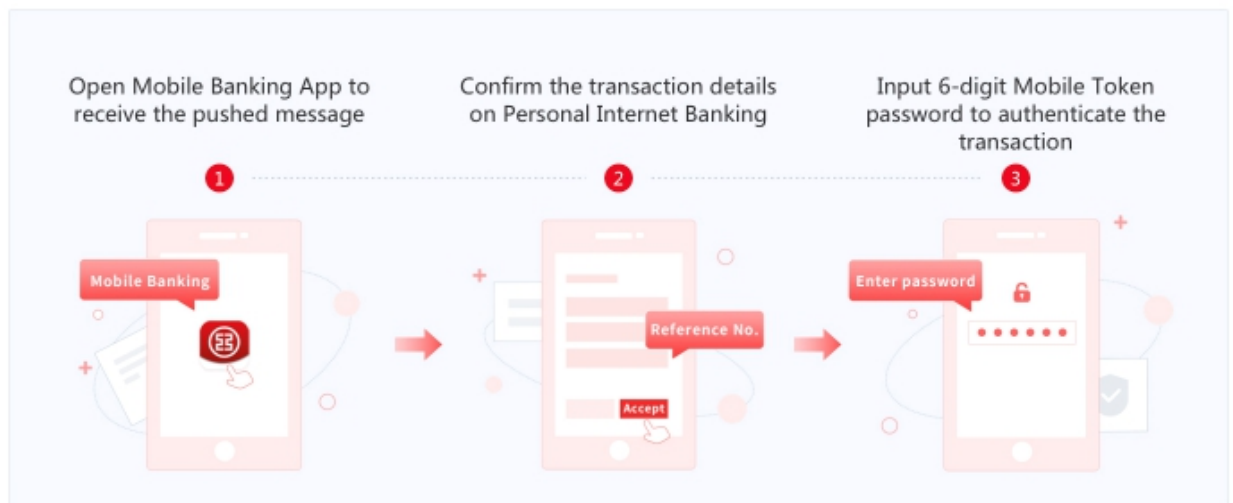 Open Mobile Banking App to
receive the pushed message
Confirm the transaction details
on Personal Internet Banking
Input 6-digit Mobile Token
password to authenticate the
transaction
1
2
3
Mobile Banking
Reference No.
Accept
Enter password